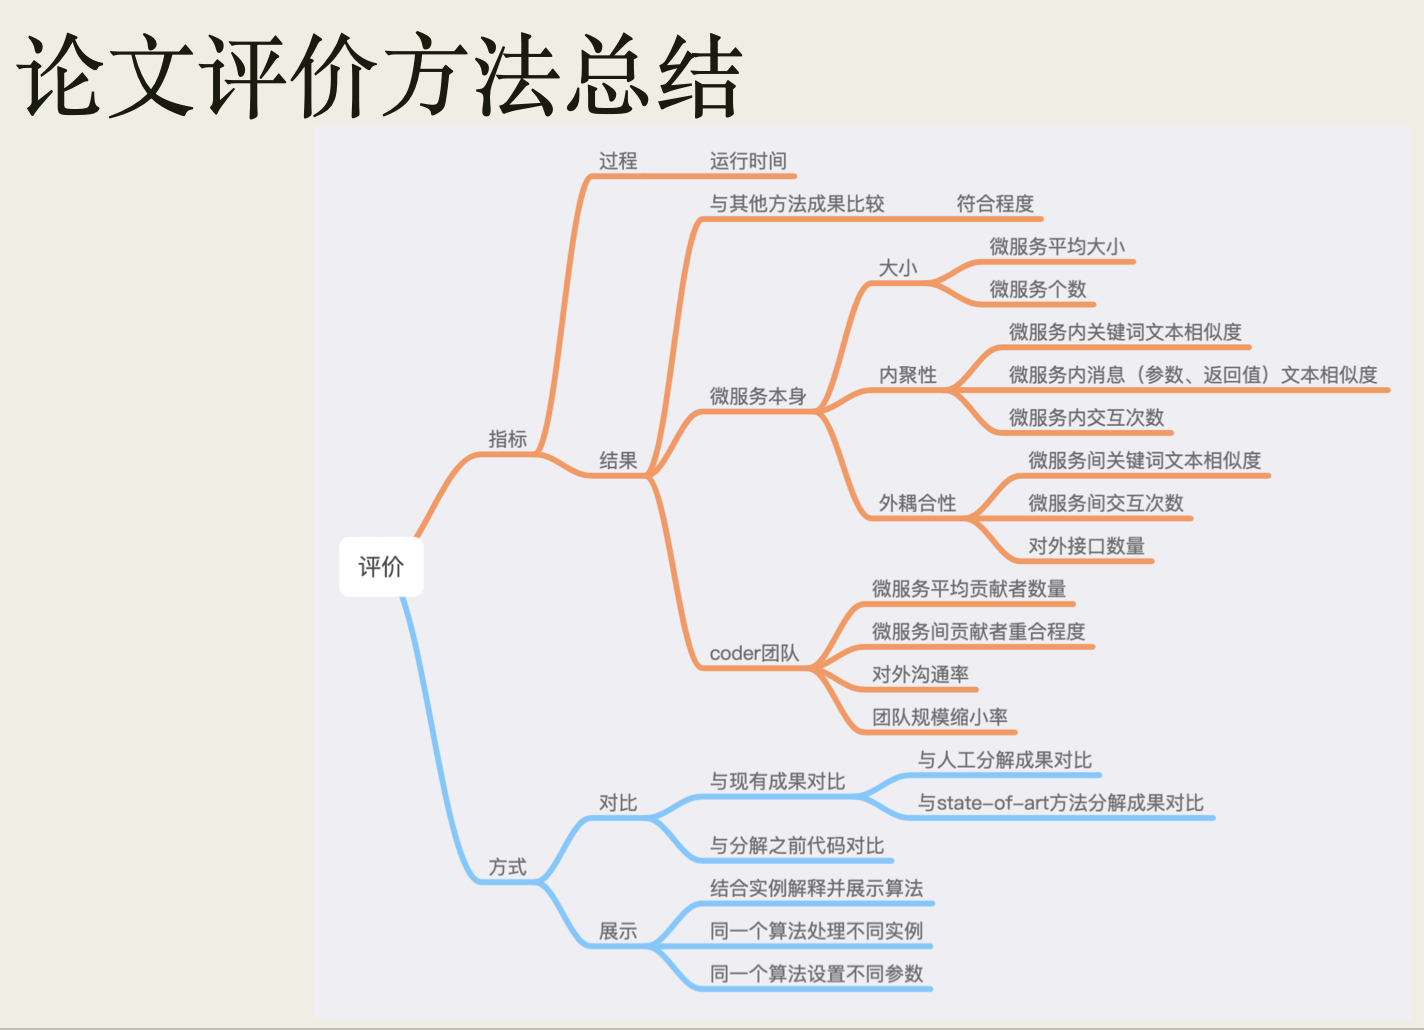 论文评价方法总结
过程
运行时间
与其他方法成果比较
符合程度
微服务平均大小
大小
微服务个数
微服务内关键词文本相似度
内聚性
微服务内消息（参数、返回值）文本相似度
微服务本身
微服务内交互次数
指标
结果
微服务间关键词文本相似度
外耦合性
微服务间交互次数
对外接口数量
评价
微服务平均贡献者数量
微服务间贡献者重合程度
coder团队
对外沟通率
团队规模缩小率
与人工分解成果对比
与现有成果对比
对比
与state-of-art方法分解成果对比
与分解之前代码对比
方式
结合实例解释并展示算法
展示
同一个算法处理不同实例
同一个算法设置不同参数